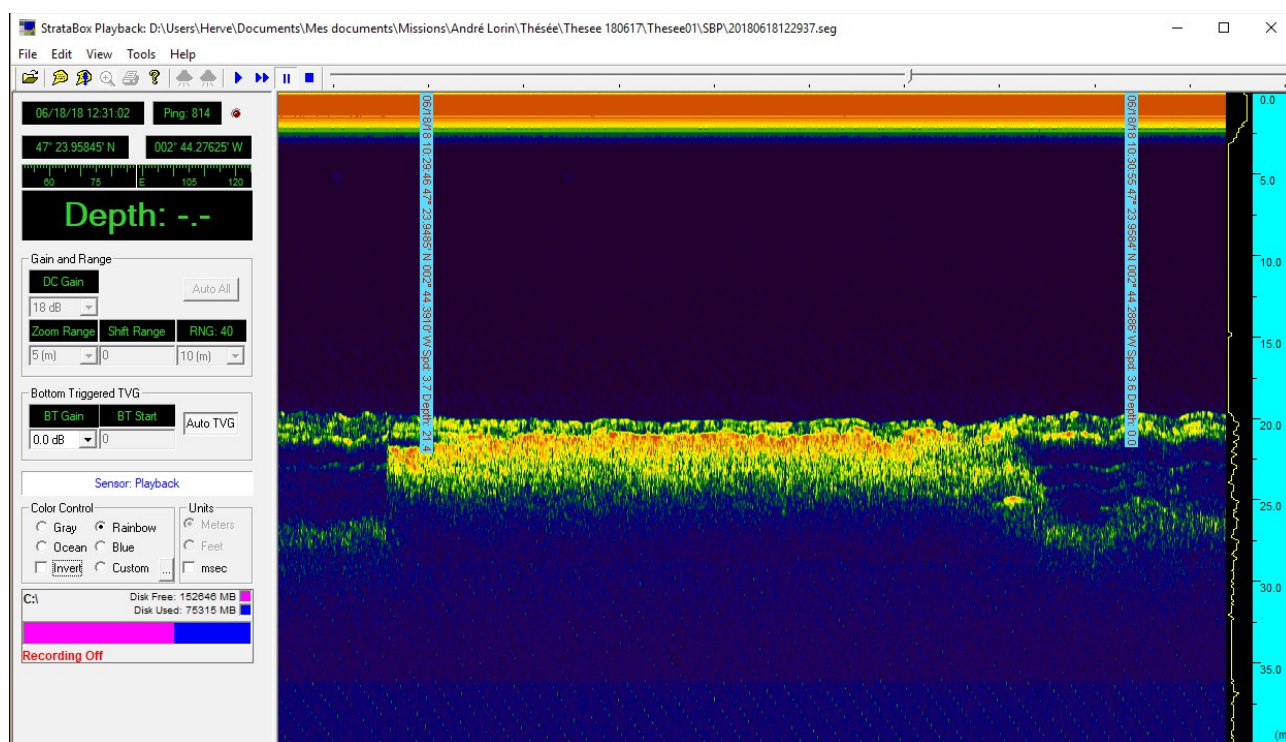 StrataBox Playback: D:\Users\Herve\Documents\Mes documents\Missions\André Lorin\Thésée\Thesee 180617\Thesee01\SBP\20180618122937.seg
File Edit View Tools Help
06/18/18 12:31:02 Ping: 814
47° 23.95845' N 002° 44.27625' W
60 75 E 105 120
Depth: -.-
Gain and Range
DC Gain
18 dB Auto All
Zoom Range Shift Range RNG: 40
5 (m) 0 10 (m)
Bottom Triggered TVG
BT Gain BT Start
0.0 dB 0 Auto TVG
Sensor: Playback
Color Control Units
Gray Rainbow Meters
Ocean Blue Feet
Invert Custom ... msec
C:\ Disk Free: 152646 MB
Disk Used: 75315 MB
Recording Off
06/18/18 10:29:46 47° 23.9485' N 002° 44.3910' W Spd: 3.7 Depth: 21.4
06/18/18 10:30:55 47° 23.9584' N 002° 44.2886' W Spd: 3.6 Depth: 0.0
0.0
5.0
10.0
15.0
20.0
25.0
30.0
35.0
(m